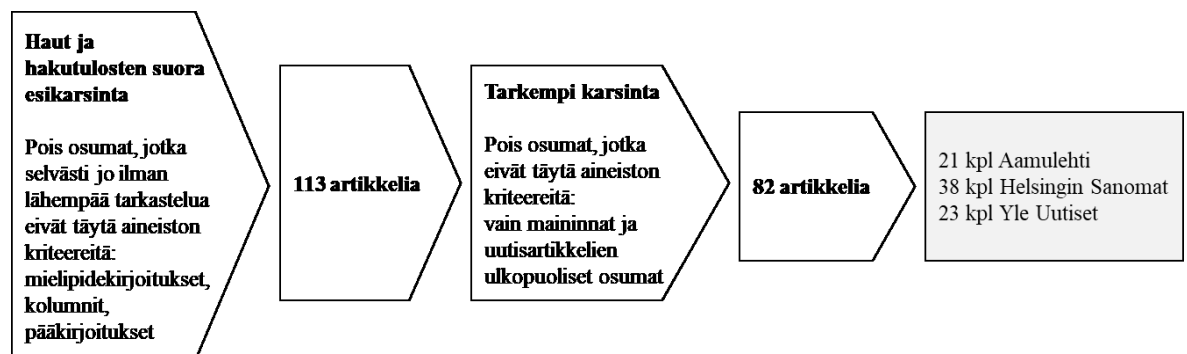 Haut ja
hakutulosten suora
esikarsinta
Pois osumat, jotka
selvästi jo ilman
lähempää tarkastelua
eivät täytä aineiston
kriteereitä:
mielipidekirjoitukset,
kolumnit,
pääkirjoitukset
113 artikkelia
Tarkempi karsinta
Pois osumat, jotka
eivät täytä aineiston
kriteereitä:
vain maininnat ja
uutisartikkelien
ulkopuoliset osumat
82 artikkelia
21 kpl Aamulehti
38 kpl Helsingin Sanomat
23 kpl Yle Uutiset